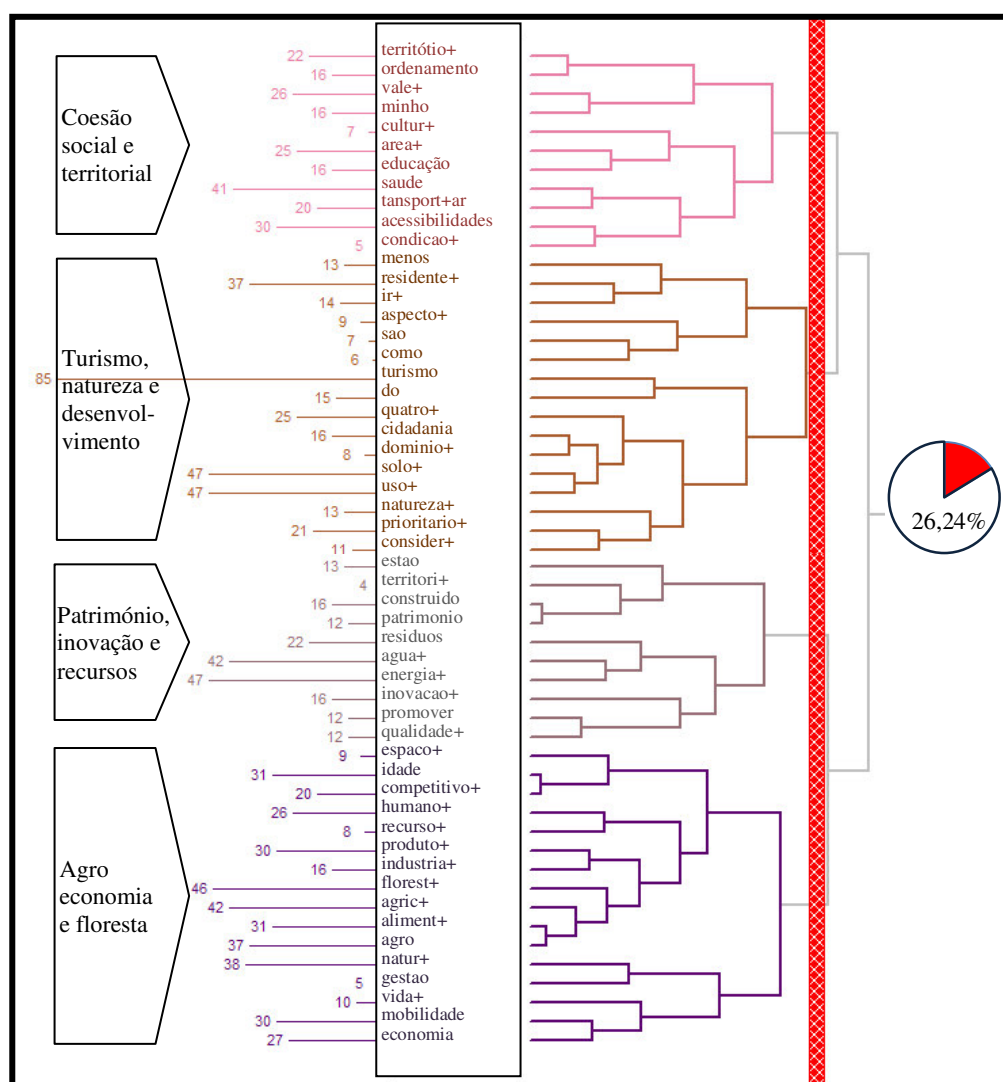 Coesão
social e
territorial
22 territótio+
16 ordenamento
26 vale+
16 minho
7 cultur+
25 area+
16 educação
41 saude
20 tansport+ar
30 acessibilidades
5 condicao+
Turismo,
natureza e
desenvol-
vimento
13 menos
37 residente+
14 ir+
9 aspecto+
7 sao
6 como
85 turismo
15 do
25 quatro+
16 cidadania
8 dominio+
47 solo+
47 uso+
13 natureza+
21 prioritario+
11 consider+
26,24%
Património,
inovação e
recursos
13 estao
4 territori+
16 construido
12 patrimonio
22 residuos
42 agua+
47 energia+
16 inovacao+
12 promover
12 qualidade+
Agro
economia
e floresta
9 espaco+
31 idade
20 competitivo+
26 humano+
8 recurso+
30 produto+
16 industria+
46 florest+
42 agric+
31 aliment+
37 agro
38 natur+
5 gestao
10 vida+
30 mobilidade
27 economia